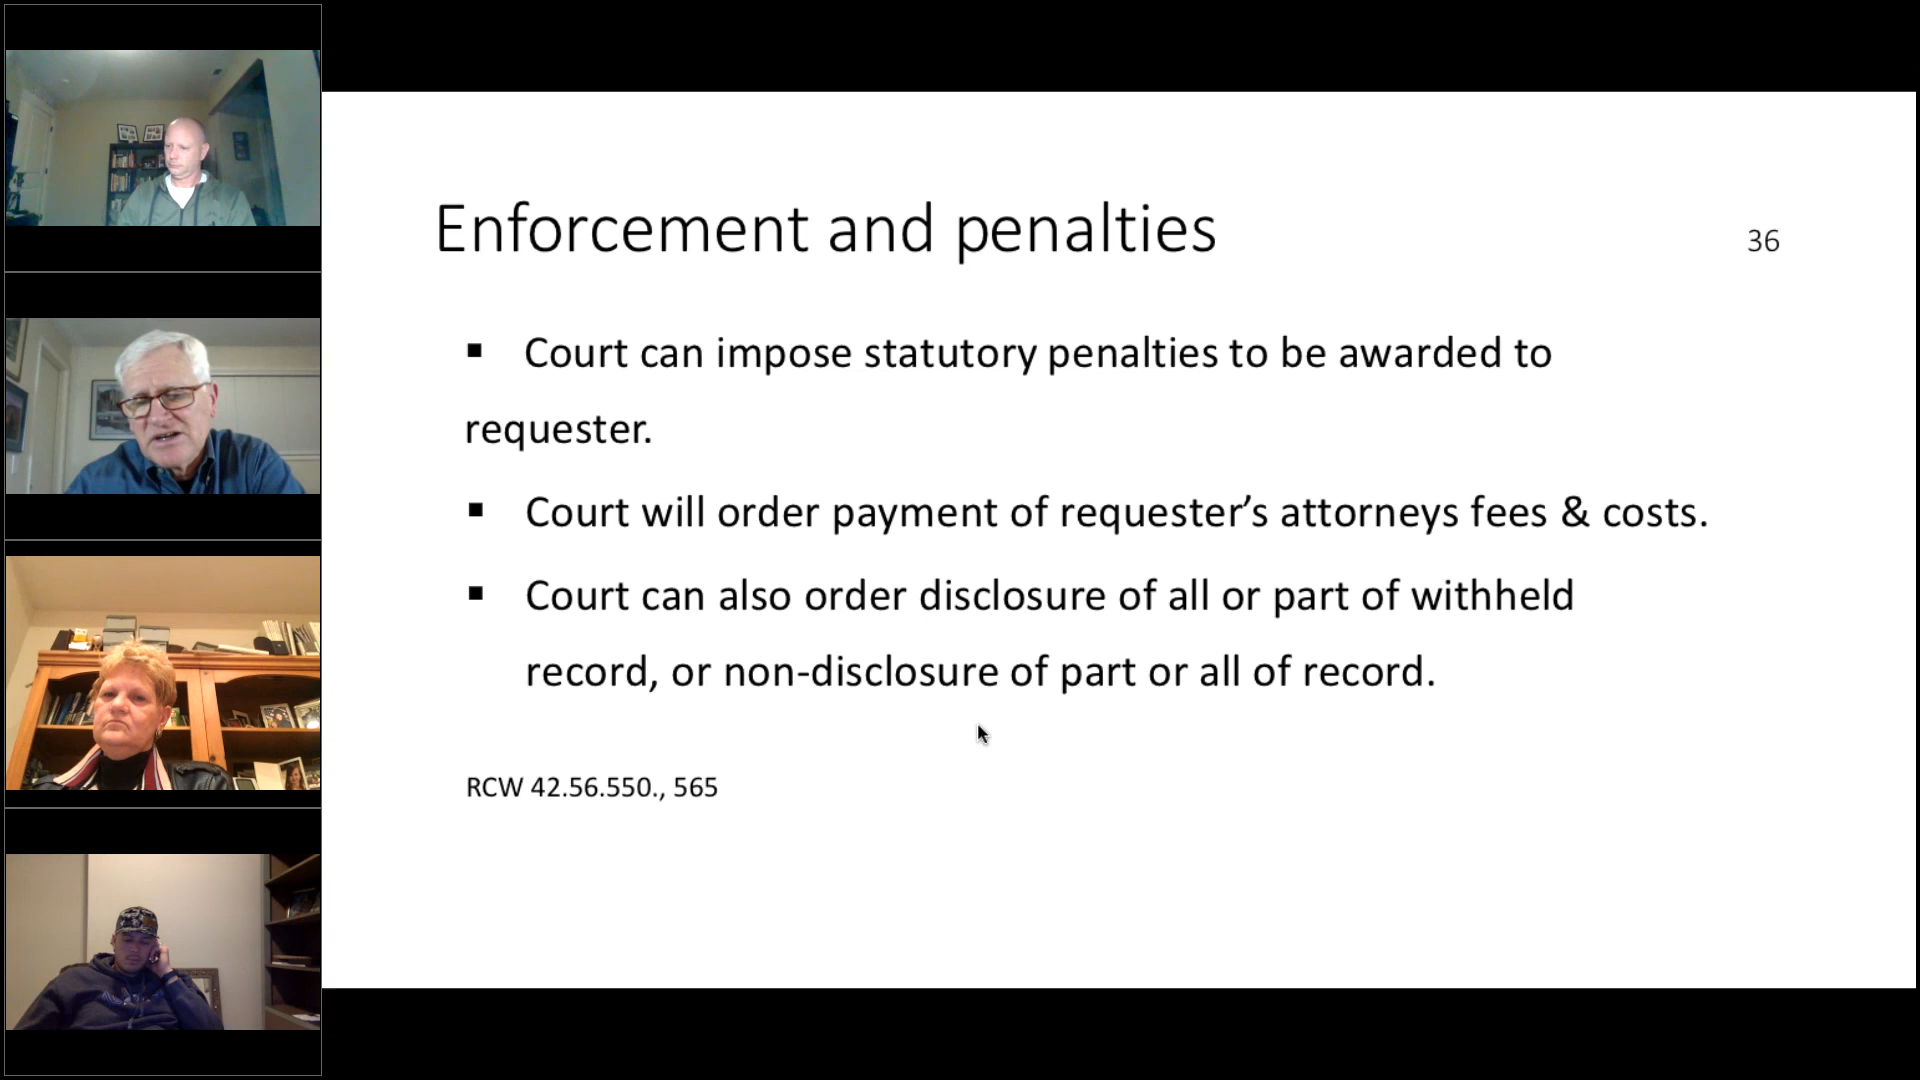 Enforcement and penalties
36
▪ Court can impose statutory penalties to be awarded to
requester.
▪ Court will order payment of requester’s attorneys fees & costs.
▪ Court can also order disclosure of all or part of withheld
record, or non-disclosure of part or all of record.
RCW 42.56.550., 565